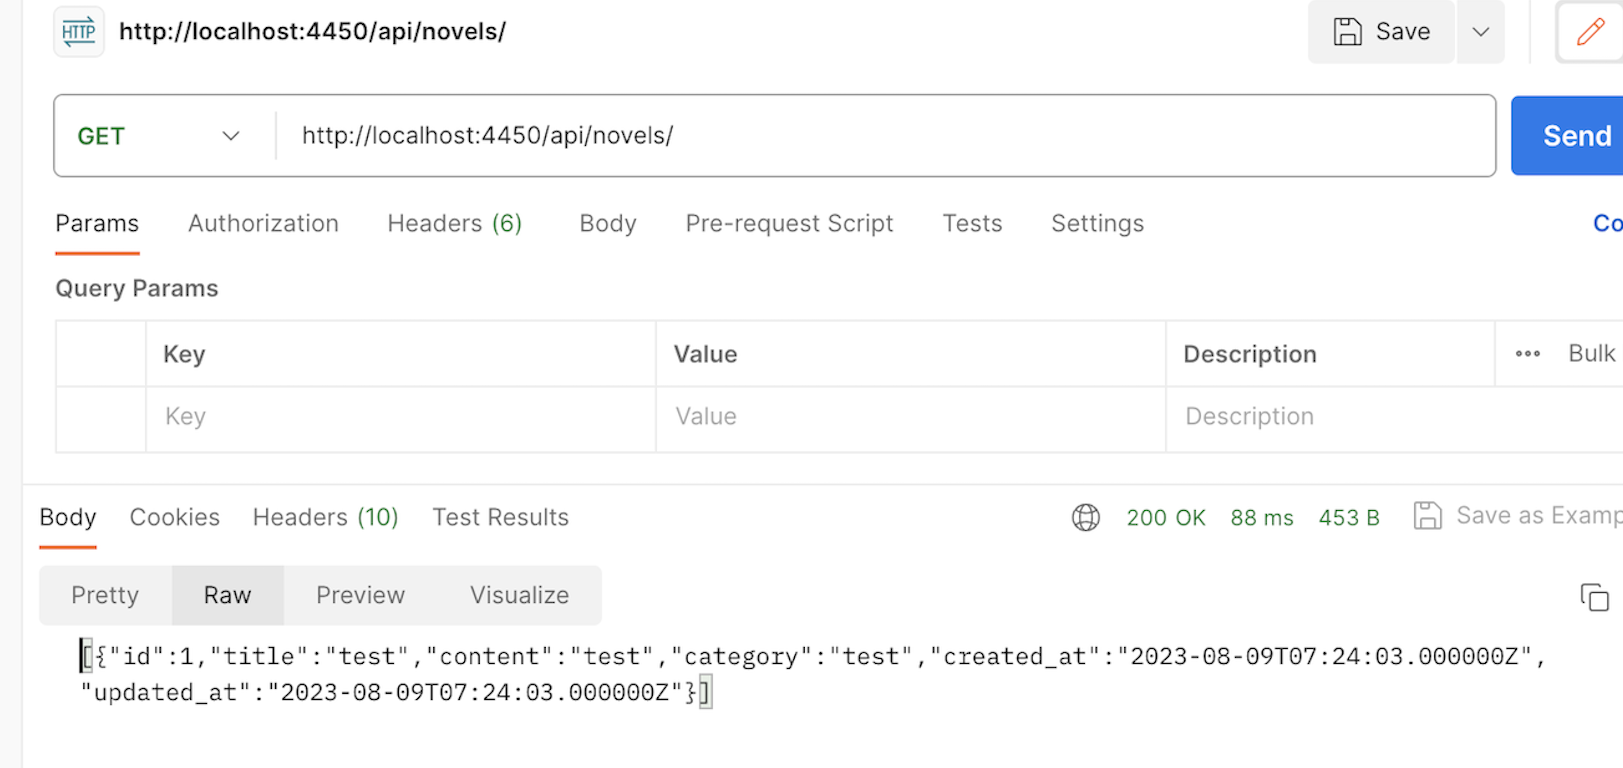 HTTP http://localhost:4450/api/novels/ Save
GET http://localhost:4450/api/novels/ Send
Params Authorization Headers (6) Body Pre-request Script Tests Settings Co
Query Params
Key Value Description Bulk
Key Value Description
Body Cookies Headers (10) Test Results 200 OK 88 ms 453 B Save as Examp
Pretty Raw Preview Visualize
[{"id":1,"title":"test","content":"test","category":"test","created_at":"2023-08-09T07:24:03.000000Z",
"updated_at":"2023-08-09T07:24:03.000000Z"}]